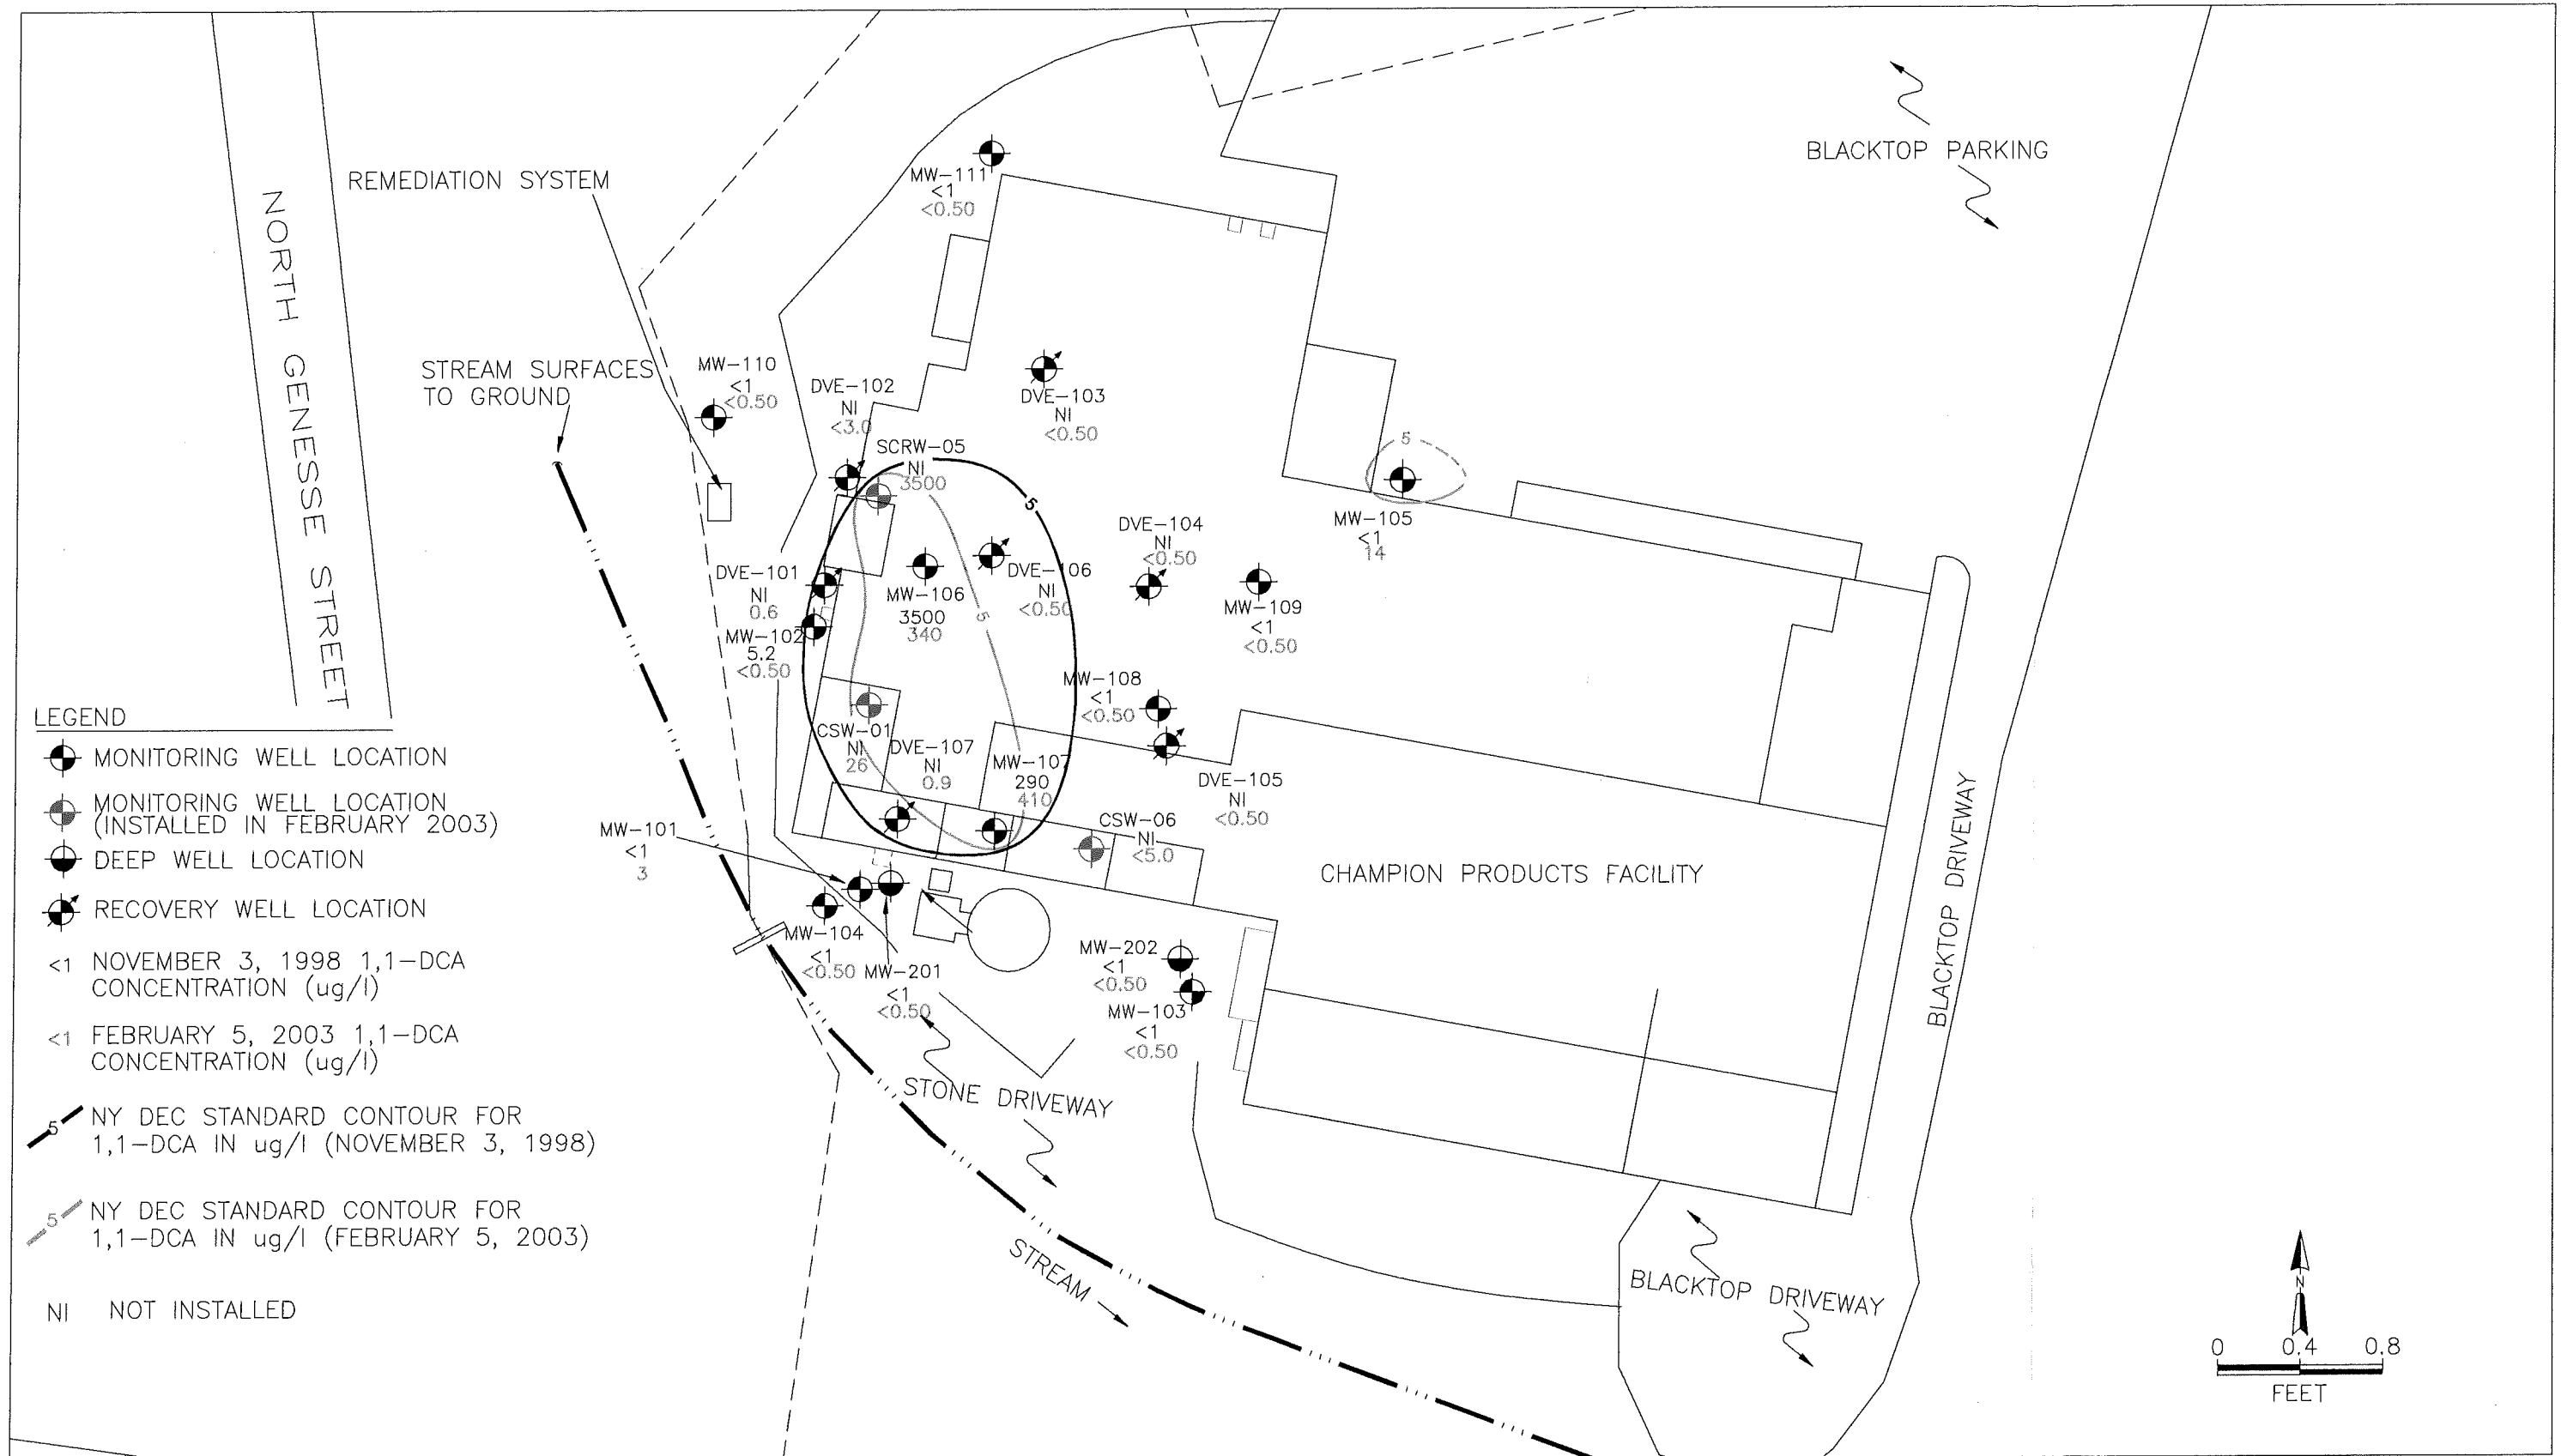 BLACKTOP PARKING
REMEDIATION SYSTEM
NORTH GENESSE STREET
MW-111
<1
<0.50
STREAM SURFACES
TO GROUND
MW-110
<1
<0.50
DVE-102
NI
<3.0
DVE-103
NI
<0.50
SCRW-05
NI
3500
5
5
MW-105
<1
14
DVE-104
NI
<0.50
DVE-101
NI
0.6
MW-106
3500
340
DVE-106
NI
<0.50
5
MW-109
<1
<0.50
MW-102
5.2
<0.50
MW-108
<1
<0.50
CSW-01
NI
26
DVE-107
NI
0.9
MW-107
290
410
DVE-105
NI
<0.50
CSW-06
NI
<5.0
MW-101
<1
3
CHAMPION PRODUCTS FACILITY
BLACKTOP DRIVEWAY
MW-104
<1
<0.50
MW-201
<1
<0.50
MW-202
<1
<0.50
MW-103
<1
<0.50
STONE DRIVEWAY
STREAM
BLACKTOP DRIVEWAY
LEGEND
MONITORING WELL LOCATION
MONITORING WELL LOCATION
(INSTALLED IN FEBRUARY 2003)
DEEP WELL LOCATION
RECOVERY WELL LOCATION
<1 NOVEMBER 3, 1998 1,1-DCA
CONCENTRATION (ug/l)
<1 FEBRUARY 5, 2003 1,1-DCA
CONCENTRATION (ug/l)
5 NY DEC STANDARD CONTOUR FOR
1,1-DCA IN ug/l (NOVEMBER 3, 1998)
5 NY DEC STANDARD CONTOUR FOR
1,1-DCA IN ug/l (FEBRUARY 5, 2003)
NI NOT INSTALLED
N
0 0.4 0.8
FEET